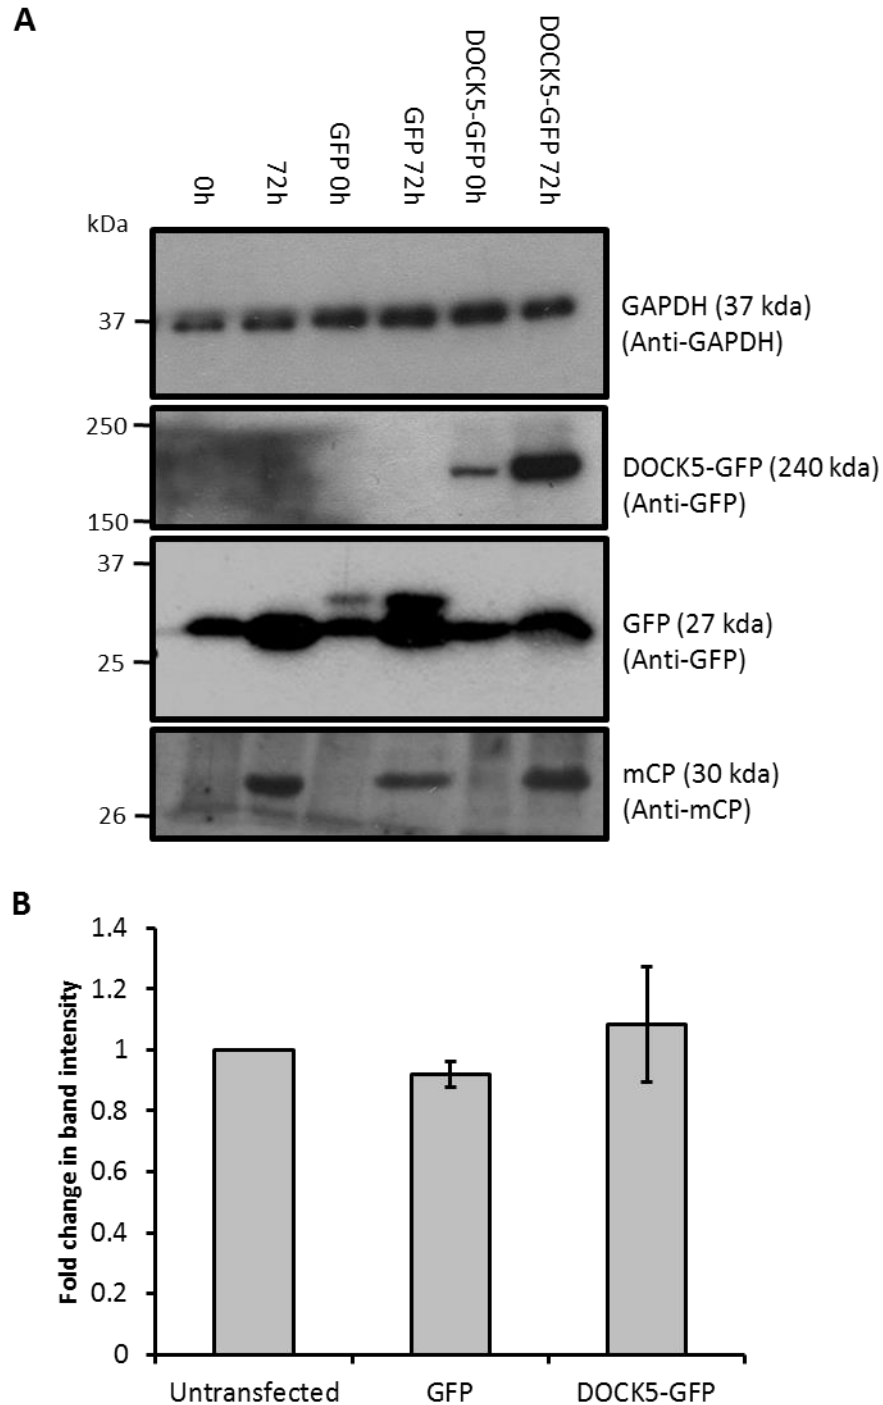 A
0h
72h
GFP 0h
GFP 72h
DOCK5-GFP 0h
DOCK5-GFP 72h
kDa
37
GAPDH (37 kda)
(Anti-GAPDH)
250
DOCK5-GFP (240 kda)
(Anti-GFP)
150
37
GFP (27 kda)
(Anti-GFP)
25
mCP (30 kda)
(Anti-mCP)
26
B
Fold change in band intensity
1.4
1.2
1
0.8
0.6
0.4
0.2
0
Untransfected
GFP
DOCK5-GFP